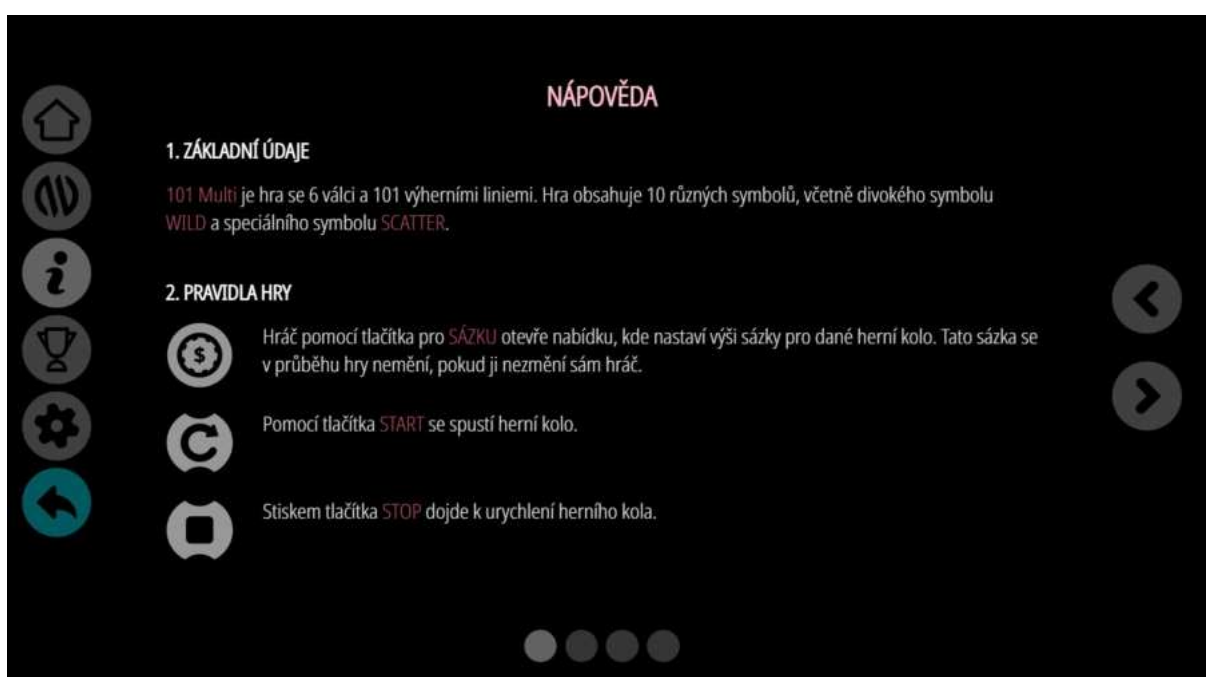 NÁPOVĚDA
1. ZÁKLADNÍ ÚDAJE
101 Multi je hra se 6 válci a 101 výherními liniemi. Hra obsahuje 10 různých symbolů, včetně divokého symbolu
WILD a speciálního symbolu SCATTER.
2. PRAVIDLA HRY
Hráč pomocí tlačítka pro SÁZKU otevře nabídku, kde nastaví výši sázky pro dané herní kolo. Tato sázka se
v průběhu hry nemění, pokud ji nezmění sám hráč.
Pomocí tlačítka START se spustí herní kolo.
Stiskem tlačítka STOP dojde k urychlení herního kola.